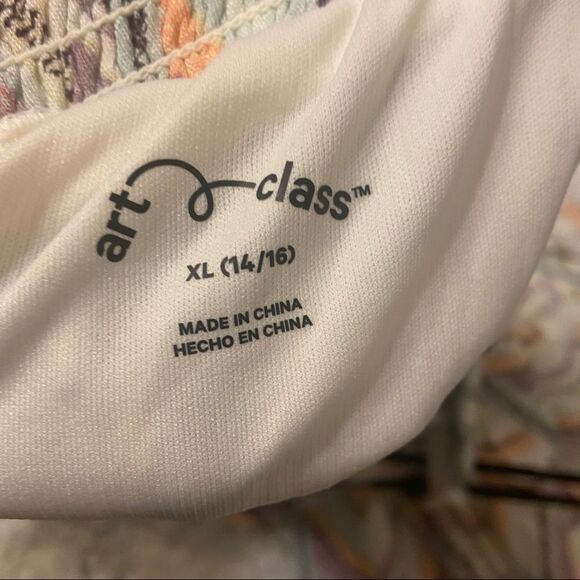 art class™
XL (14/16)
MADE IN CHINA
HECHO EN CHINA